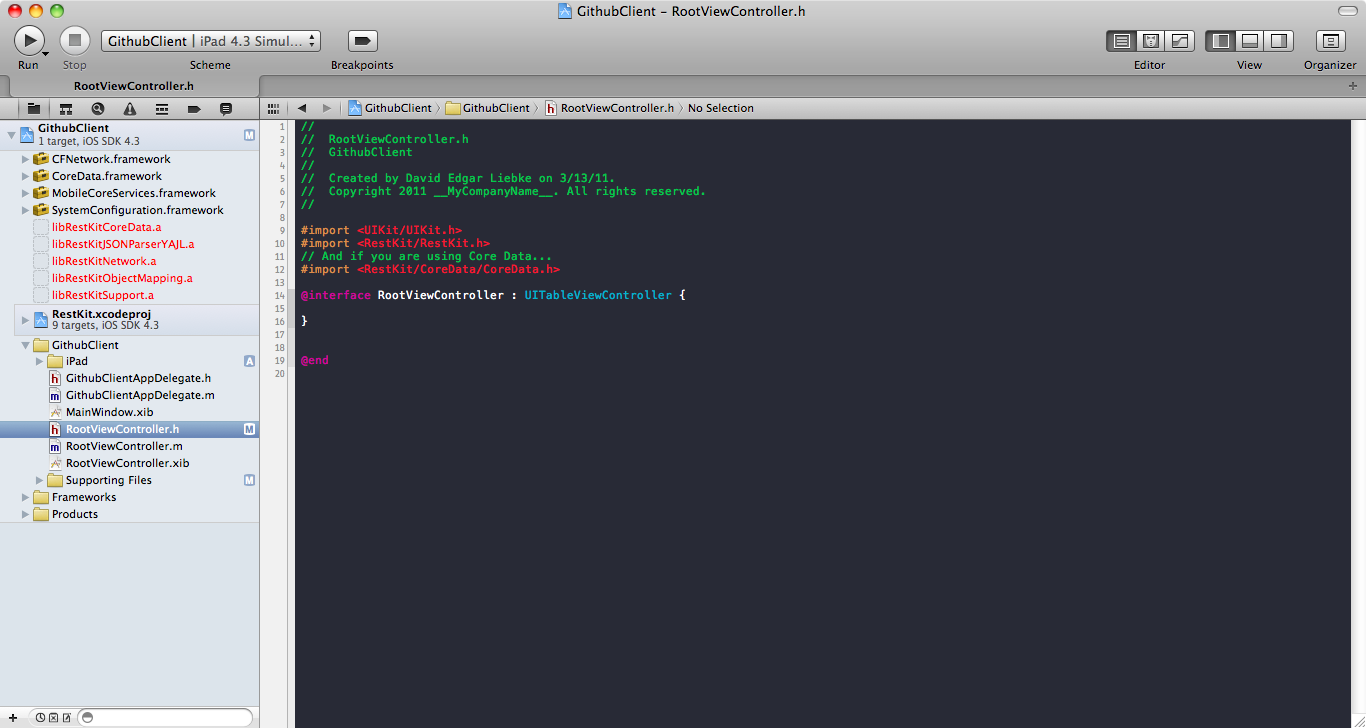 GithubClient – RootViewController.h
GithubClient | iPad 4.3 Simul...
Run
Stop
Scheme
Breakpoints
Editor
View
Organizer
RootViewController.h
GithubClient
GithubClient
h RootViewController.h
No Selection
GithubClient
M
1 target, iOS SDK 4.3
CFNetwork.framework
CoreData.framework
MobileCoreServices.framework
SystemConfiguration.framework
libRestKitCoreData.a
libRestKitJSONParserYAJL.a
libRestKitNetwork.a
libRestKitObjectMapping.a
libRestKitSupport.a
RestKit.xcodeproj
9 targets, iOS SDK 4.3
GithubClient
iPad A
h GithubClientAppDelegate.h
m GithubClientAppDelegate.m
MainWindow.xib
h RootViewController.h M
m RootViewController.m
RootViewController.xib
Supporting Files M
Frameworks
Products
1 //
2 //  RootViewController.h
3 //  GithubClient
4 //
5 //  Created by David Edgar Liebke on 3/13/11.
6 //  Copyright 2011 __MyCompanyName__. All rights reserved.
7 //
8
9 #import <UIKit/UIKit.h>
10 #import <RestKit/RestKit.h>
11 // And if you are using Core Data...
12 #import <RestKit/CoreData/CoreData.h>
13
14 @interface RootViewController : UITableViewController {
15
16 }
17
18
19 @end
20